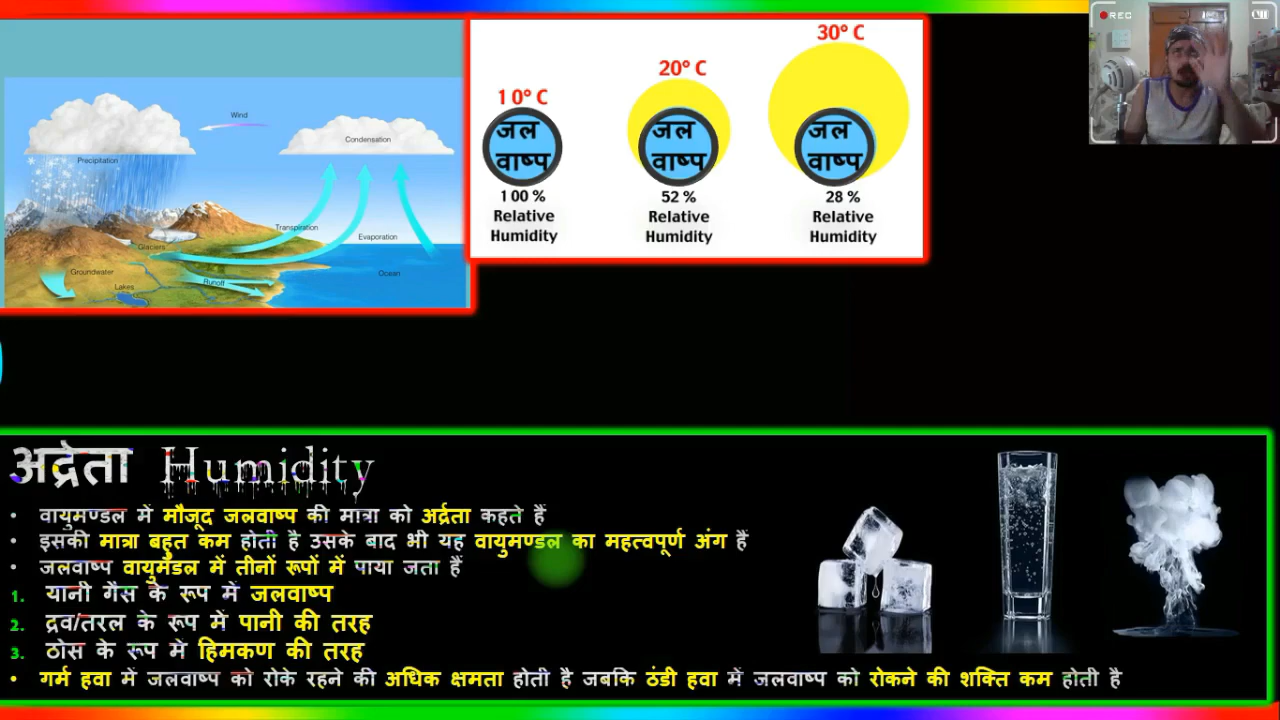 REC
30° C
20° C
10° C
Wind
Condensation
Precipitation
जल वाष्प
जल वाष्प
जल वाष्प
100 % Relative Humidity
52 % Relative Humidity
28 % Relative Humidity
Transpiration
Evaporation
Glaciers
Groundwater
Ocean
Runoff
Lakes
अद्रेता Humidity
• वायुमण्डल में मौजूद जलवाष्प की मात्रा को अर्द्रता कहते हैं
• इसकी मात्रा बहुत कम होती है उसके बाद भी यह वायुमण्डल का महत्वपूर्ण अंग हैं
• जलवाष्प वायुमंडल में तीनों रूपों में पाया जता हैं
1. यानी गैस के रूप में जलवाष्प
2. द्रव/तरल के रूप में पानी की तरह
3. ठोस के रूप में हिमकण की तरह
• गर्म हवा में जलवाष्प को रोके रहने की अधिक क्षमता होती है जबकि ठंडी हवा में जलवाष्प को रोकने की शक्ति कम होती है